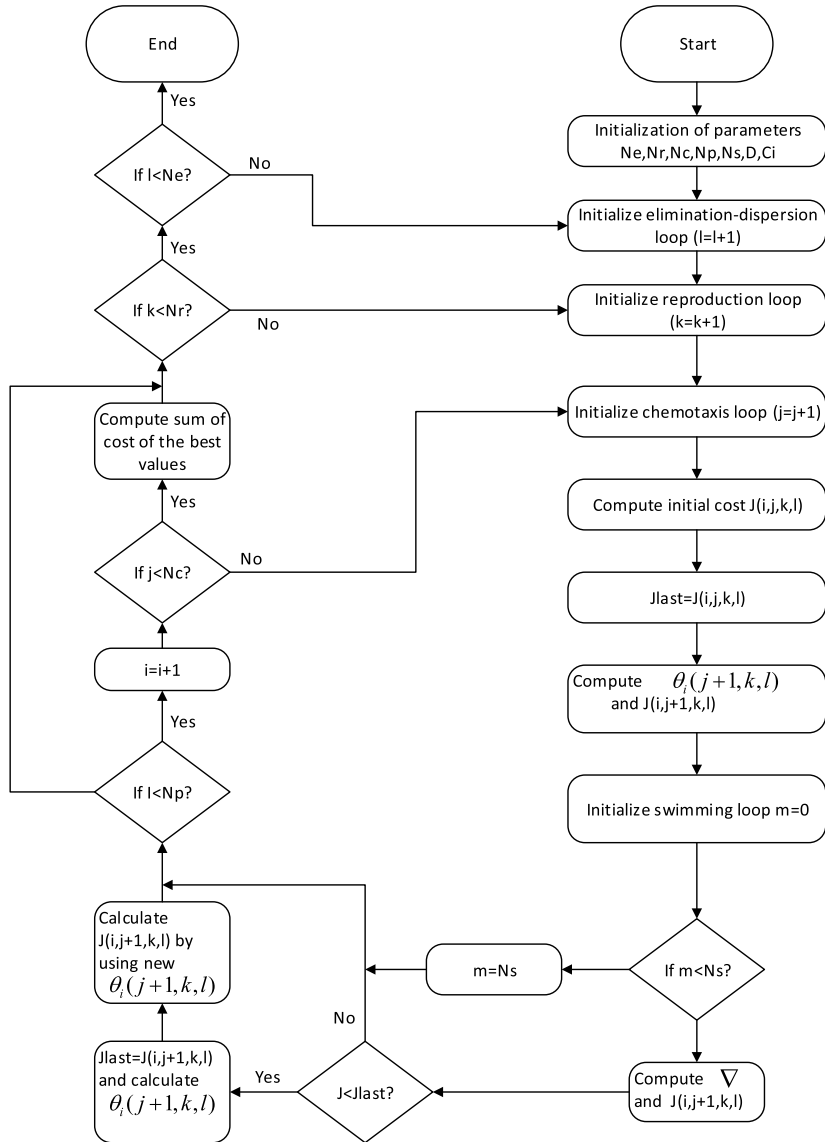 Start
Initialization of parameters
Ne,Nr,Nc,Np,Ns,D,Ci
Initialize elimination-dispersion
loop (l=l+1)
Initialize reproduction loop
(k=k+1)
Initialize chemotaxis loop (j=j+1)
Compute initial cost J(i,j,k,l)
Jlast=J(i,j,k,l)
Compute θi(j+1,k,l)
and J(i,j+1,k,l)
Initialize swimming loop m=0
If m<Ns?
m=Ns
Compute ∇
and J(i,j+1,k,l)
J<Jlast?
No
Yes
Jlast=J(i,j+1,k,l)
and calculate
θi(j+1,k,l)
Calculate
J(i,j+1,k,l) by
using new
θi(j+1,k,l)
If I<Np?
Yes
i=i+1
If j<Nc?
No
Yes
Compute sum of
cost of the best
values
If k<Nr?
No
Yes
If l<Ne?
No
Yes
End